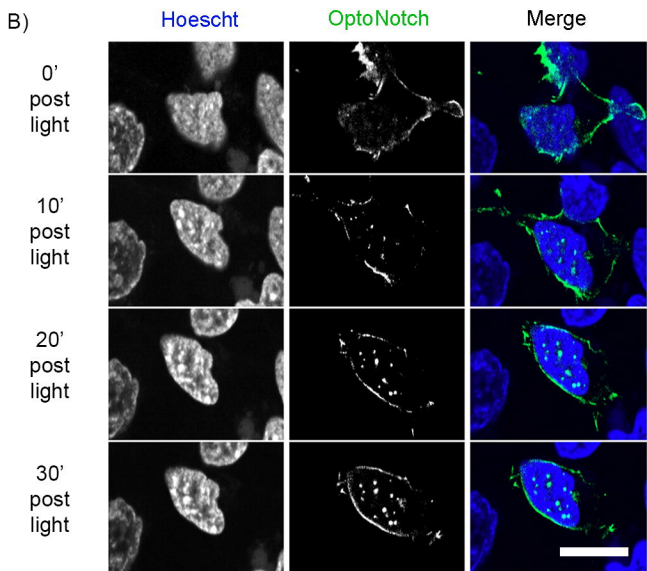 B)
Hoescht OptoNotch Merge
0'
post
light
10'
post
light
20'
post
light
30'
post
light